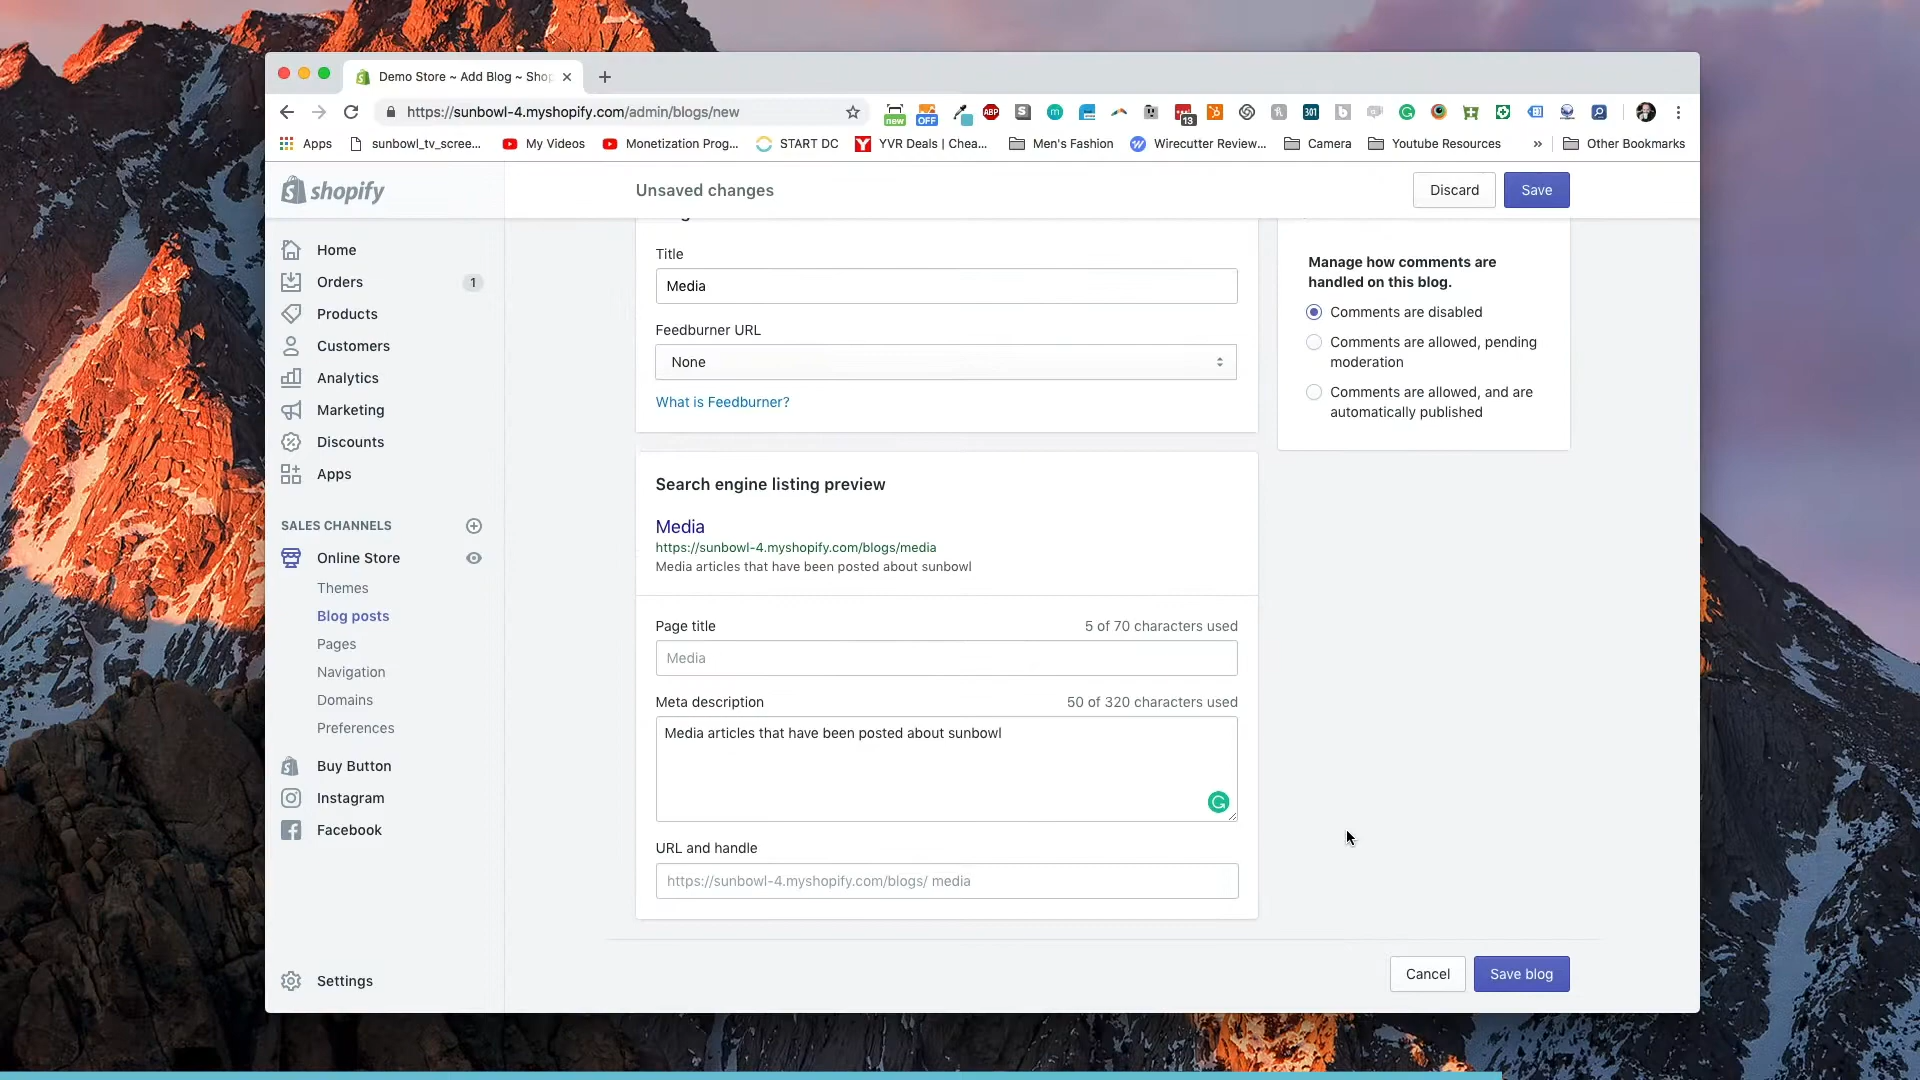 Demo Store ~ Add Blog ~ Shop
https://sunbowl-4.myshopify.com/admin/blogs/new
new
OFF
ABP
13
301
Apps
sunbowl_tv_scree...
My Videos
Monetization Prog...
START DC
YVR Deals | Chea...
Men's Fashion
Wirecutter Review...
Camera
Youtube Resources
»
Other Bookmarks
shopify
Unsaved changes
Discard
Save
Home
Orders
1
Products
Customers
Analytics
Marketing
Discounts
Apps
SALES CHANNELS
Online Store
Themes
Blog posts
Pages
Navigation
Domains
Preferences
Buy Button
Instagram
Facebook
Settings
Title
Media
Feedburner URL
None
What is Feedburner?
Search engine listing preview
Media
https://sunbowl-4.myshopify.com/blogs/media
Media articles that have been posted about sunbowl
Page title
5 of 70 characters used
Media
Meta description
50 of 320 characters used
Media articles that have been posted about sunbowl
URL and handle
https://sunbowl-4.myshopify.com/blogs/ media
Manage how comments are
handled on this blog.
Comments are disabled
Comments are allowed, pending
moderation
Comments are allowed, and are
automatically published
Cancel
Save blog